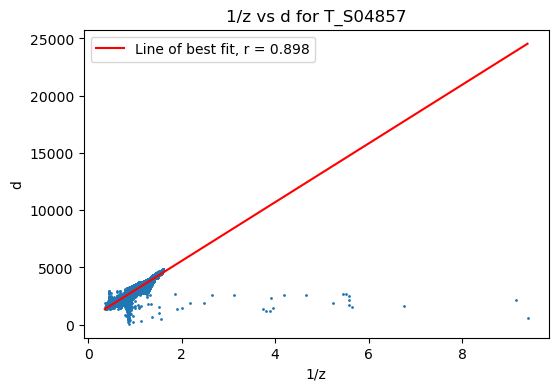 1/z vs d for T_S04857
Line of best fit, r = 0.898
25000
20000
15000
10000
5000
0
d
0 2 4 6 8
1/z